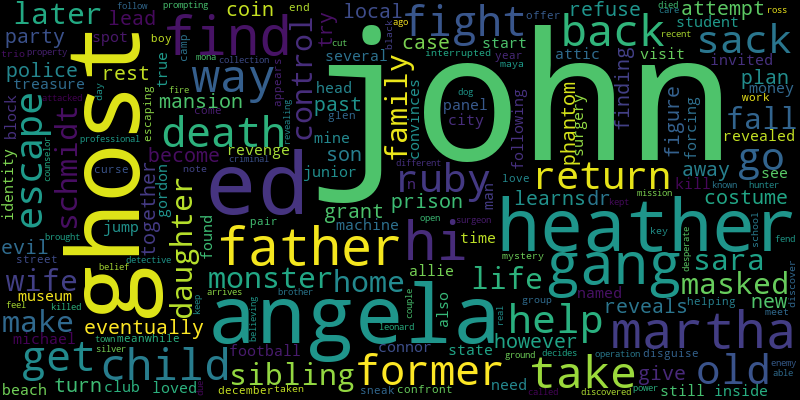 john
ghost
ed
angela
heather
father
gang
martha
find
fight
death
child
help
take
return
back
sack
go
former
hi
ruby
life
old
get
way
escape
family
monster
home
sibling
daughter
wife
make
later
control
schmidt
masked
sara
fall
phantom
costume
attempt
refuse
mansion
police
prison
grant
son
past
turn
evil
together
become
eventually
reveals
however
learnsdr
new
give
away
figure
finding
plan
money
revealed
local
case
try
lead
coin
party
rest
treasure
identity
block
museum
beach
club
loved
michael
football
connor
state
need
also
allie
time
man
machine
junior
mine
head
several
revenge
gordon
found
jump
true
spot
boy
camp
street
curse
escaping
professional
counselor
attacked
day
trio
property
mona
collection
fire
come
appears
cut
glen
convinces
panel
city
dog
maya
year
ago
black
interrupted
prompting
follow
end
offer
died
care
recent
ross
start
student
visit
attic
invited
surgery
following
forcing
see
work
kill
love
different
criminal
note
pair
open
surgeon
mystery
group
named
helping
disguise
still inside
confront
sneak
couple
leonard
brother
believing
arrives
keep
detective
belief
brought
meanwhile
town
silver
killed
feel
december
taken
real
ground
decides
operation
called
discovered
power
desperate
key
kept
mission
known
hunter
school
fend
meet
discover
enemy
able
revealing
n